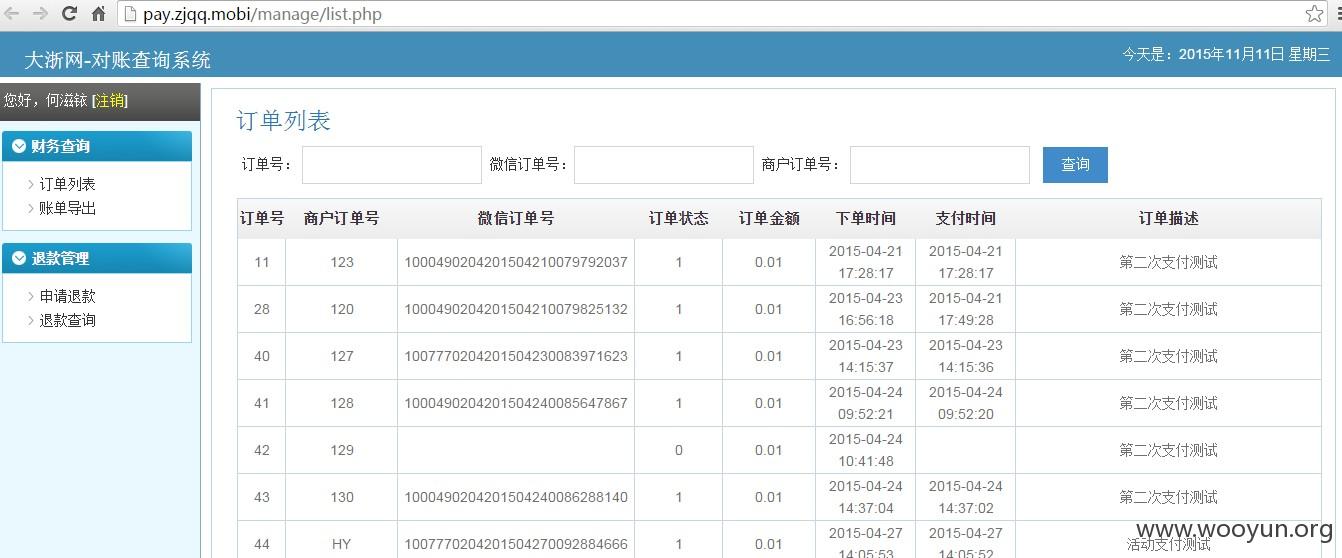 pay.zjqq.mobi/manage/list.php
大浙网-对账查询系统
今天是：2015年11月11日 星期三
您好，何滋铱 [注销]
财务查询
订单列表
账单导出
退款管理
申请退款
退款查询
订单列表
订单号： 微信订单号： 商户订单号： 查询
订单号 商户订单号 微信订单号 订单状态 订单金额 下单时间 支付时间 订单描述
11 123 1000490204201504210079792037 1 0.01 2015-04-21 17:28:17 2015-04-21 17:28:17 第二次支付测试
28 120 1000490204201504210079825132 1 0.01 2015-04-23 16:56:18 2015-04-21 17:49:28 第二次支付测试
40 127 1007770204201504230083971623 1 0.01 2015-04-23 14:15:37 2015-04-23 14:15:36 第二次支付测试
41 128 1000490204201504240085647867 1 0.01 2015-04-24 09:52:21 2015-04-24 09:52:20 第二次支付测试
42 129 0 0.01 2015-04-24 10:41:48 第二次支付测试
43 130 1000490204201504240086288140 1 0.01 2015-04-24 14:37:04 2015-04-24 14:37:02 第二次支付测试
44 HY 1007770204201504270092884666 1 0.01 2015-04-27 14:05:53 2015-04-27 14:05:52 活动支付测试
www.wooyun.org